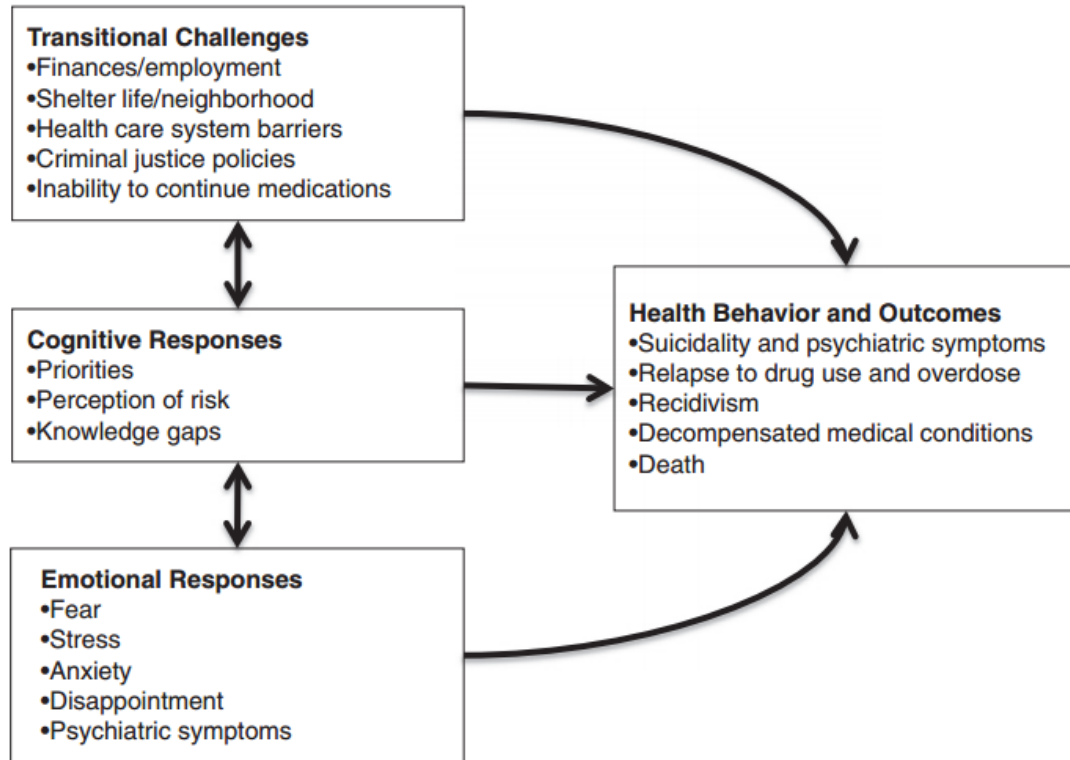 Transitional Challenges
•Finances/employment
•Shelter life/neighborhood
•Health care system barriers
•Criminal justice policies
•Inability to continue medications
Cognitive Responses
•Priorities
•Perception of risk
•Knowledge gaps
Emotional Responses
•Fear
•Stress
•Anxiety
•Disappointment
•Psychiatric symptoms
Health Behavior and Outcomes
•Suicidality and psychiatric symptoms
•Relapse to drug use and overdose
•Recidivism
•Decompensated medical conditions
•Death